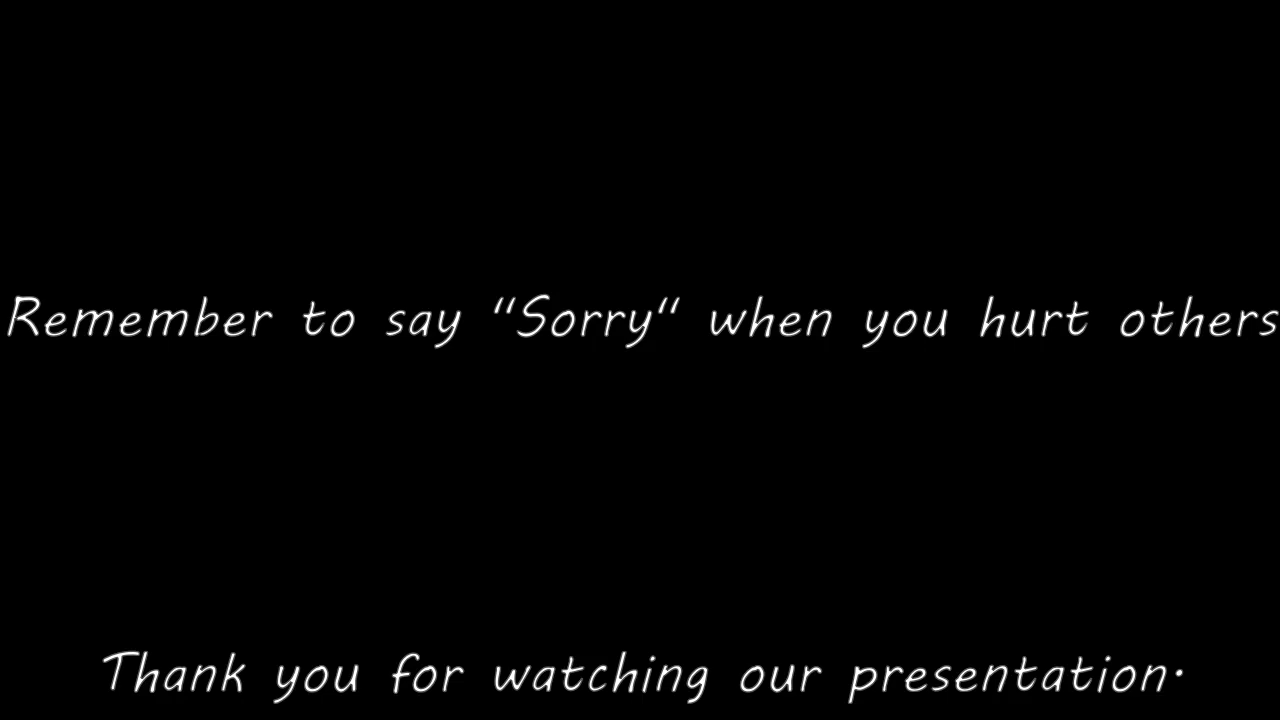 Remember to say "Sorry" when you hurt others
Thank you for watching our presentation.